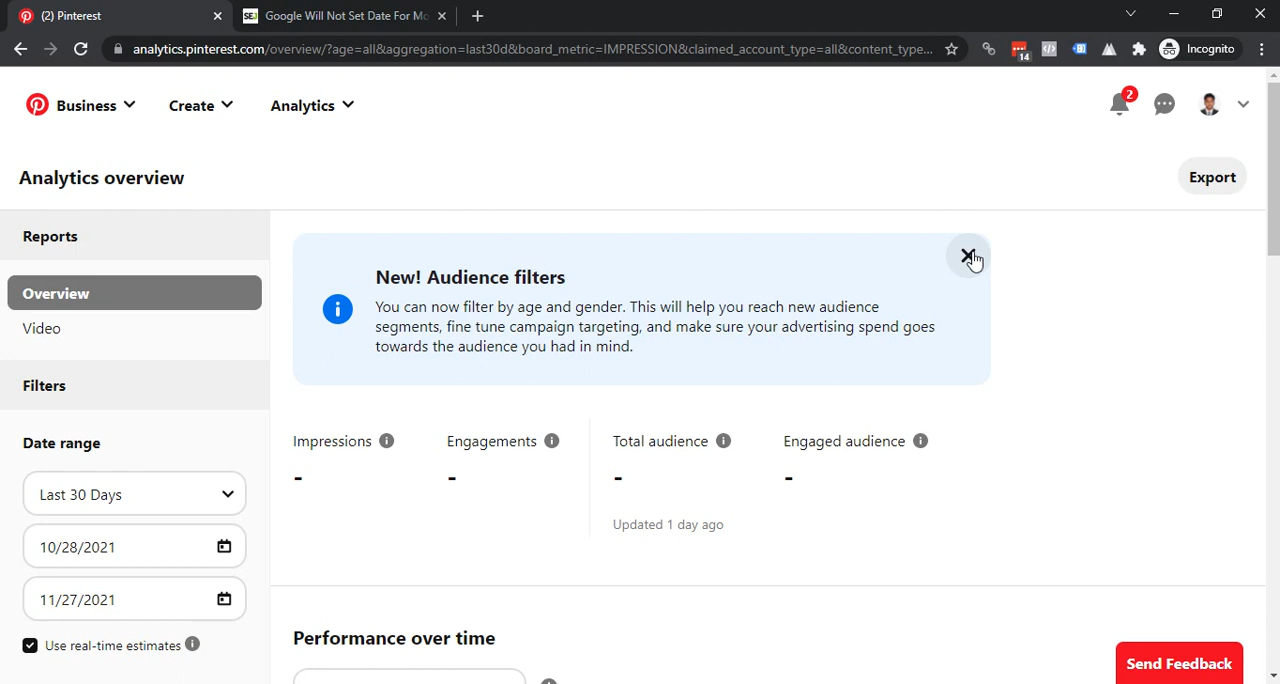 (2) Pinterest
SEJ Google Will Not Set Date For Mo
analytics.pinterest.com/overview/?age=all&aggregation=last30d&board_metric=IMPRESSION&claimed_account_type=all&content_type...
14
Incognito
Business
Create
Analytics
2
Analytics overview
Export
Reports
Overview
Video
Filters
Date range
Last 30 Days
10/28/2021
11/27/2021
Use real-time estimates
New! Audience filters
You can now filter by age and gender. This will help you reach new audience
segments, fine tune campaign targeting, and make sure your advertising spend goes
towards the audience you had in mind.
Impressions
-
Engagements
-
Total audience
-
Updated 1 day ago
Engaged audience
-
Performance over time
Send Feedback